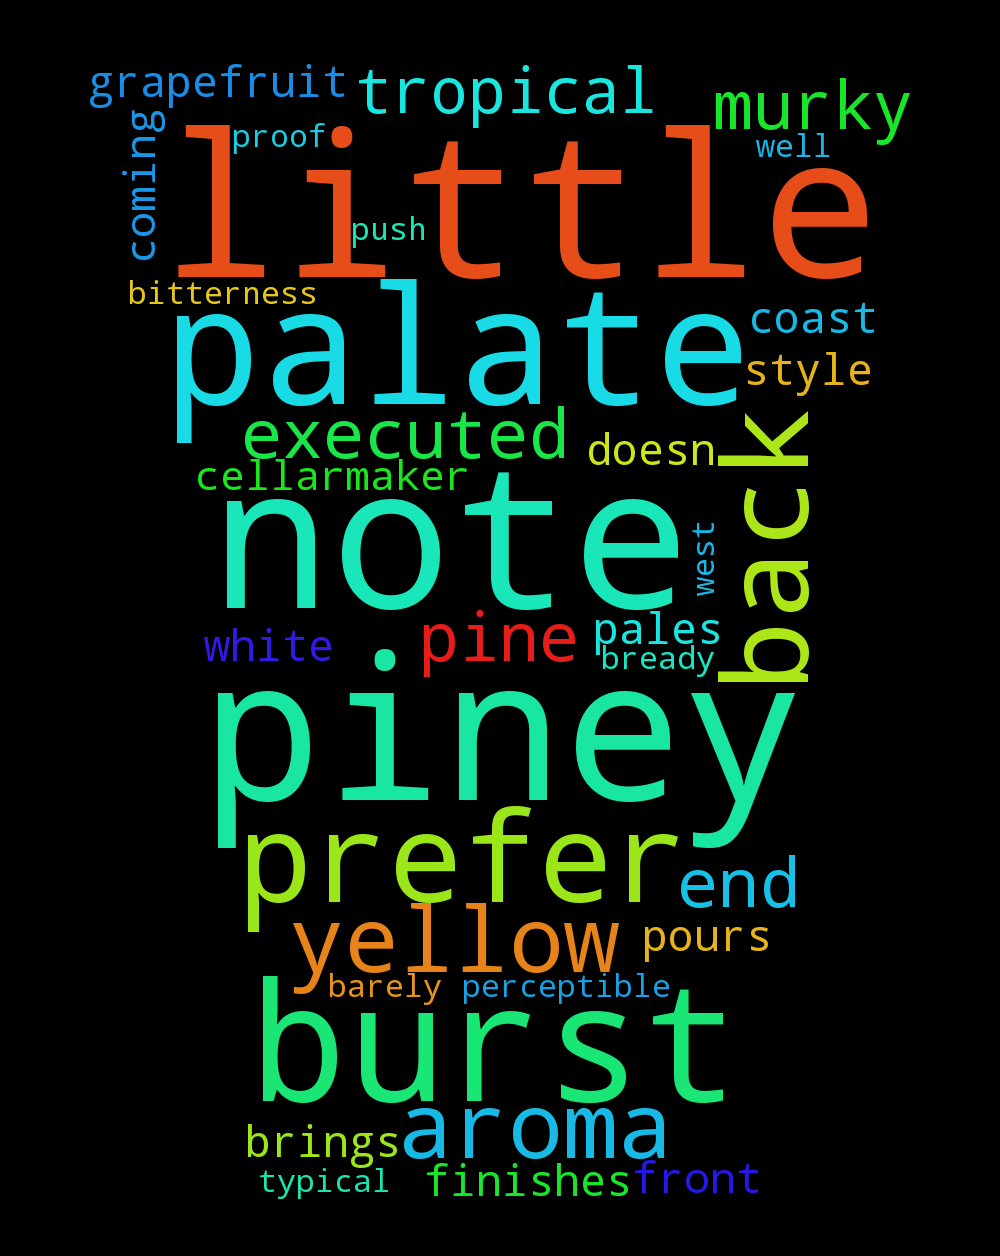 grapefruit
tropical
murky
coming
proof
well
little
push
bitterness
palate
coast
style
executed
doesn
back
cellarmaker
note
west
white
pine
pales
bready
piney
prefer
end
yellow
pours
barely
perceptible
burst
aroma
brings
typical
finishes
front